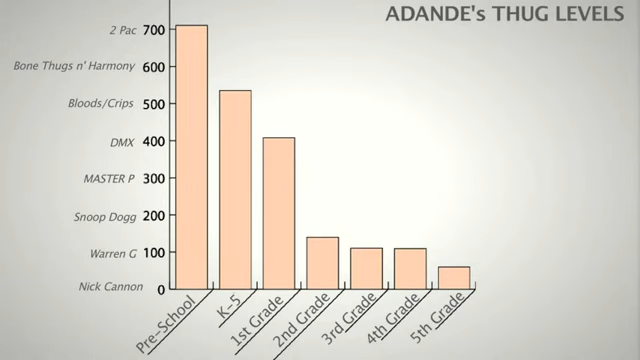 ADANDE's THUG LEVELS
2 Pac 700
Bone Thugs n' Harmony 600
Bloods/Crips 500
DMX 400
MASTER P 300
Snoop Dogg 200
Warren G 100
Nick Cannon 0
Pre-School
K-5
1st Grade
2nd Grade
3rd Grade
4th Grade
5th Grade